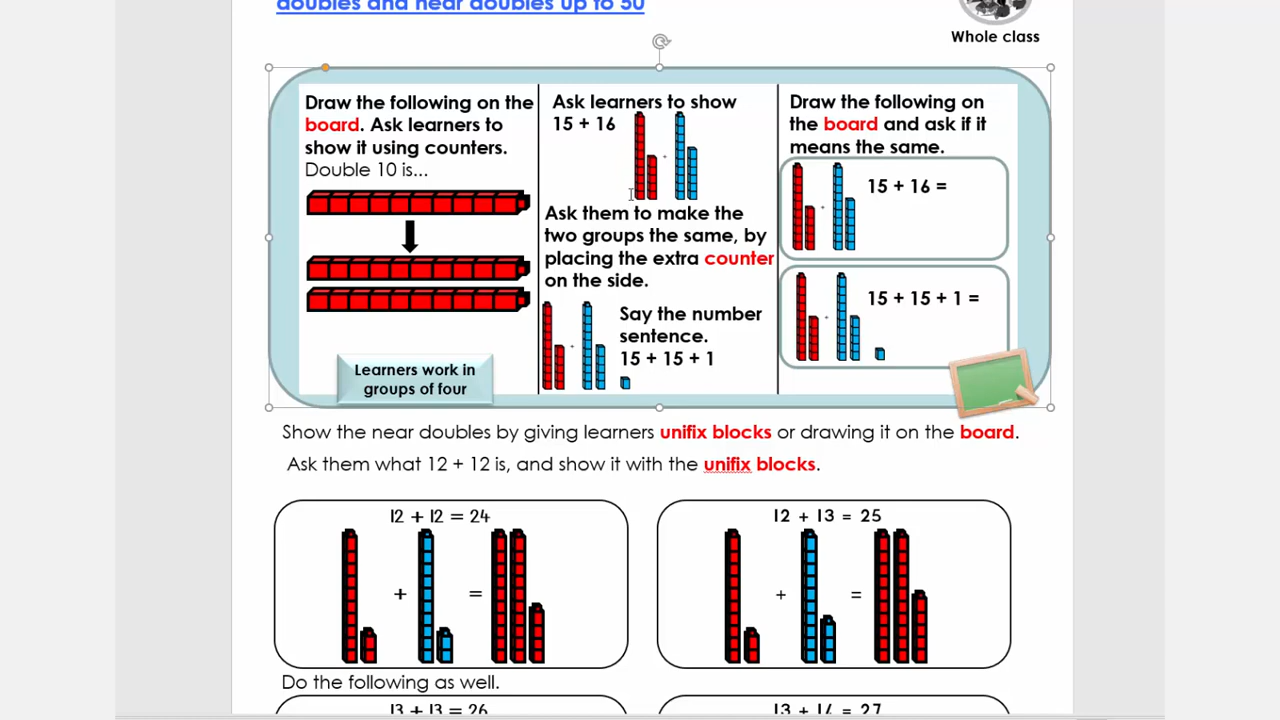 doubles and near doubles up to 50
Whole class
Draw the following on the
board. Ask learners to
show it using counters.
Double 10 is...
Learners work in
groups of four
Ask learners to show
15 + 16
Ask them to make the
two groups the same, by
placing the extra counter
on the side.
Say the number
sentence.
15 + 15 + 1
Draw the following on
the board and ask if it
means the same.
15 + 16 =
15 + 15 + 1 =
Show the near doubles by giving learners unifix blocks or drawing it on the board.
Ask them what 12 + 12 is, and show it with the unifix blocks.
12 + 12 = 24
+ =
12 + 13 = 25
+ =
Do the following as well.
13 + 13 = 26
13 + 14 = 27